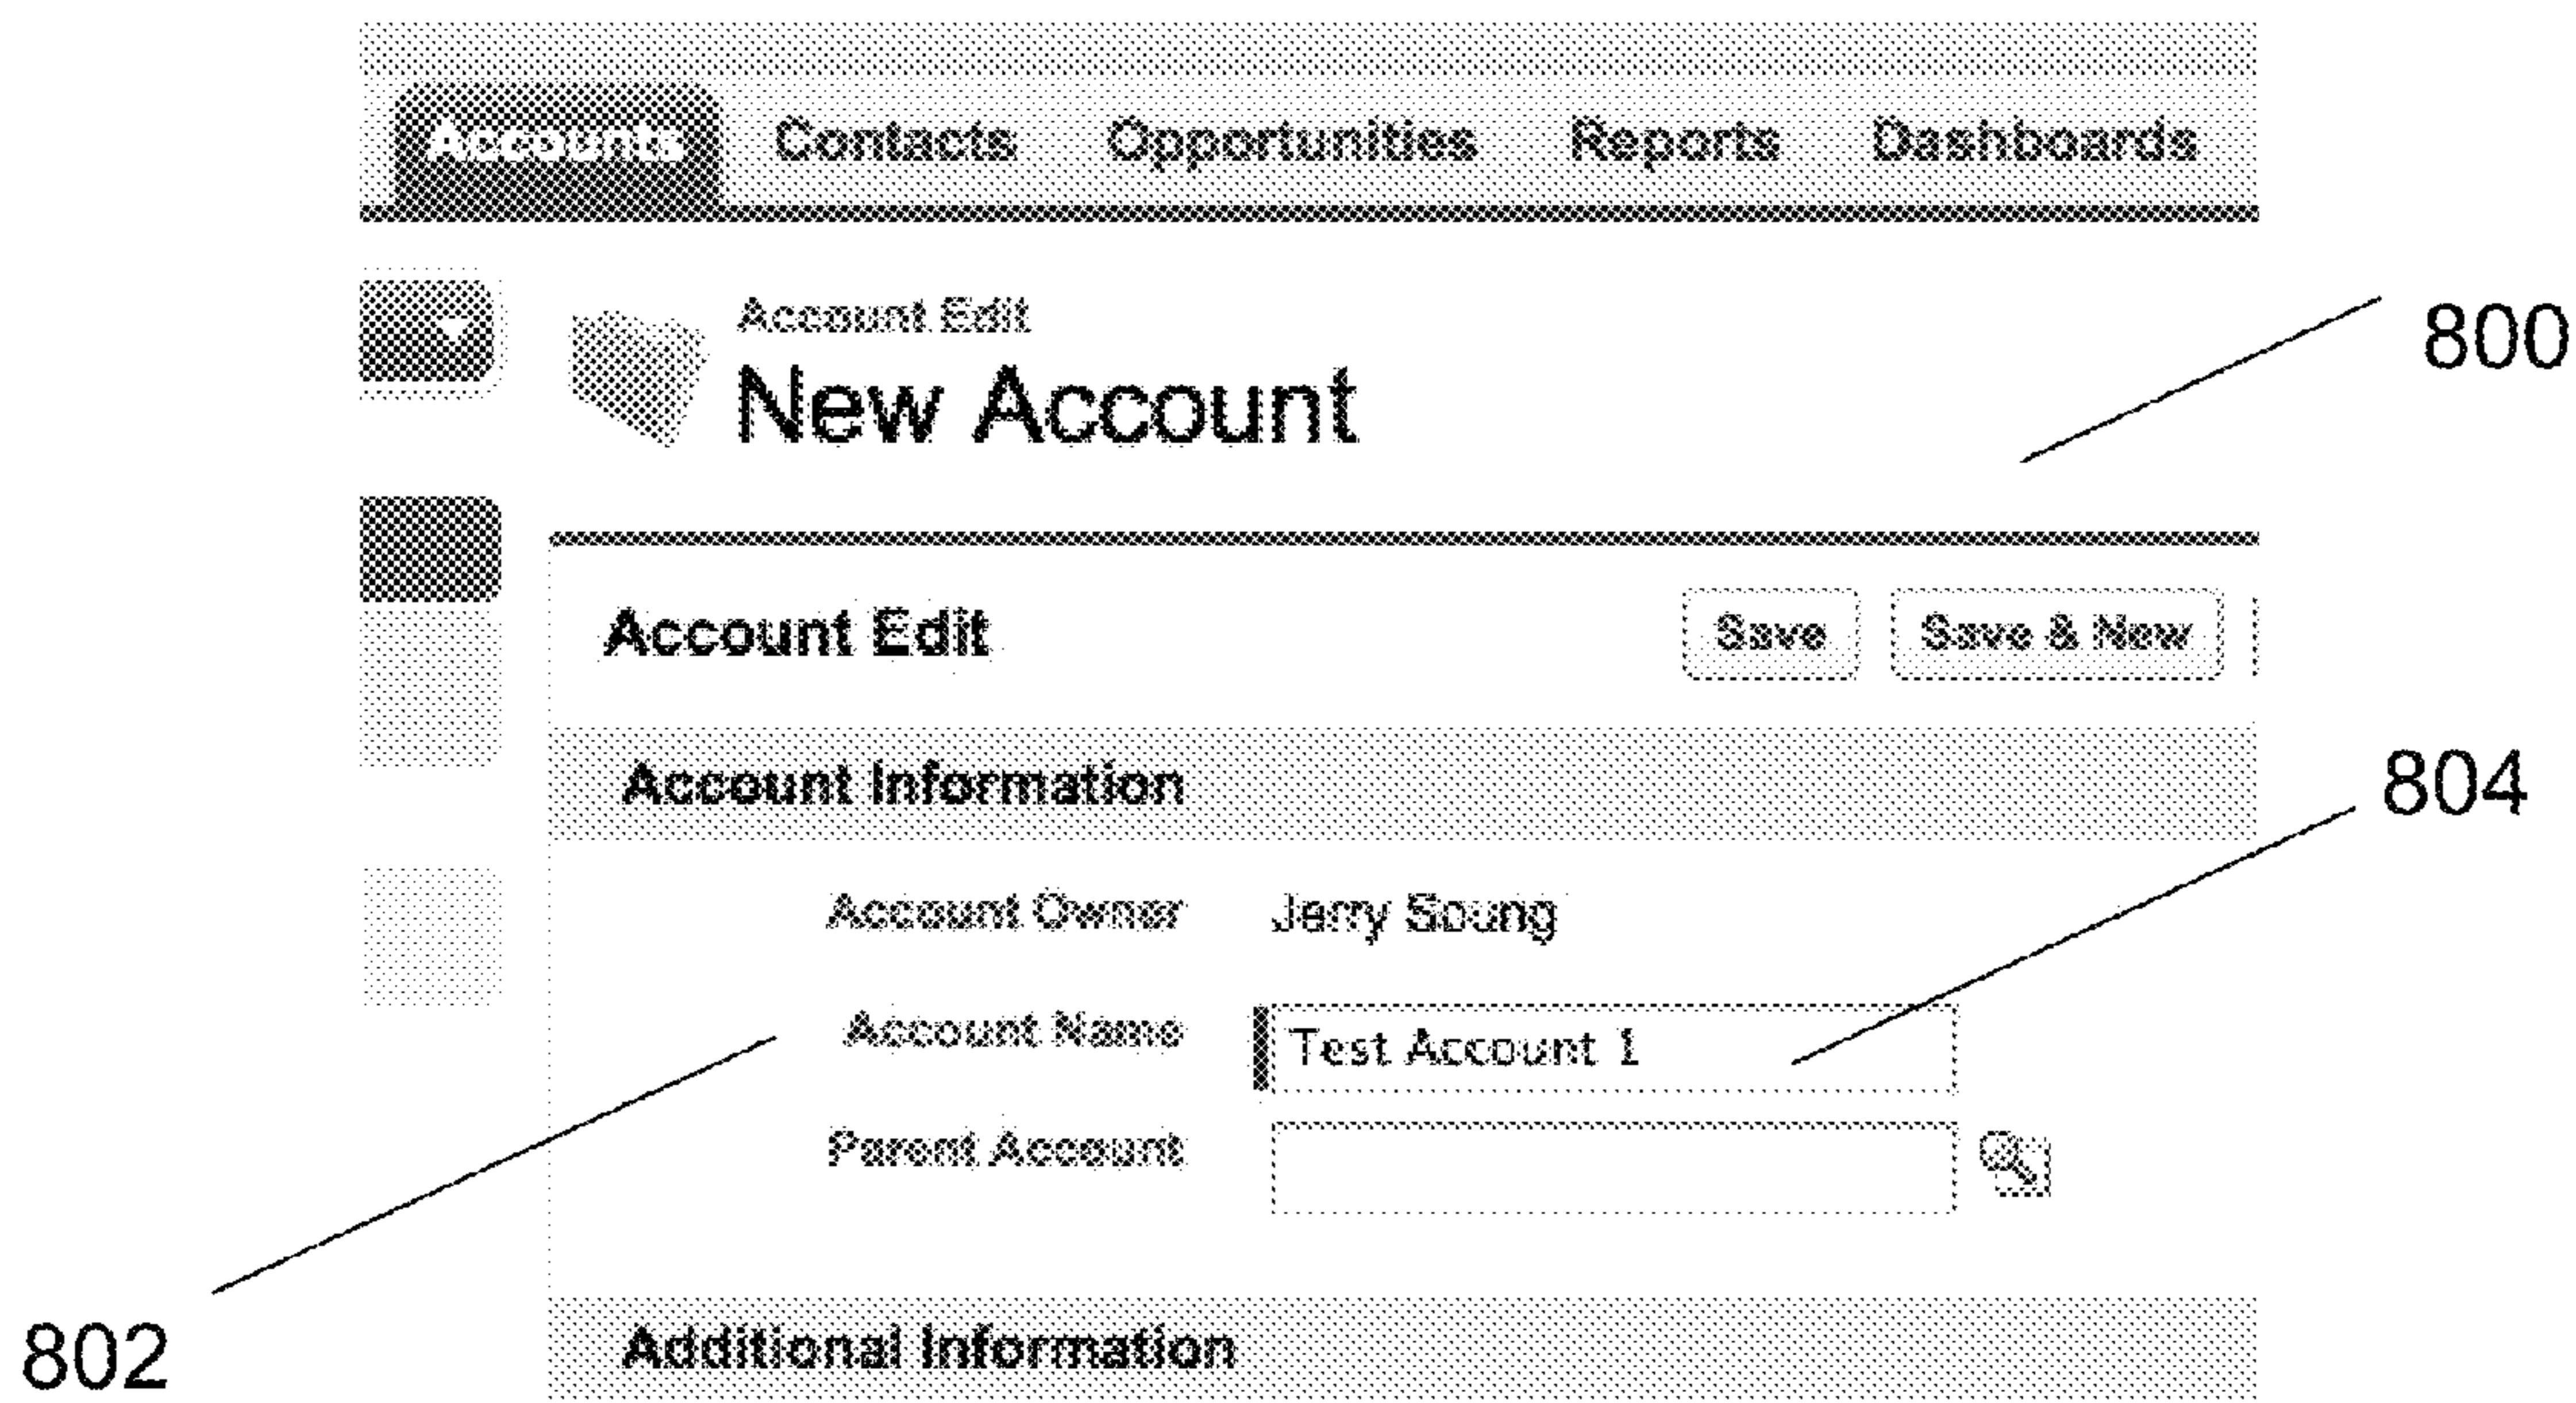 Accounts Contacts Opportunities Reports Dashboards
Account Edit
New Account
800
Account Edit Save Save & New
Account Information
804
Account Owner Jerry Soung
Account Name Test Account 1
Parent Account
Additional Information
802